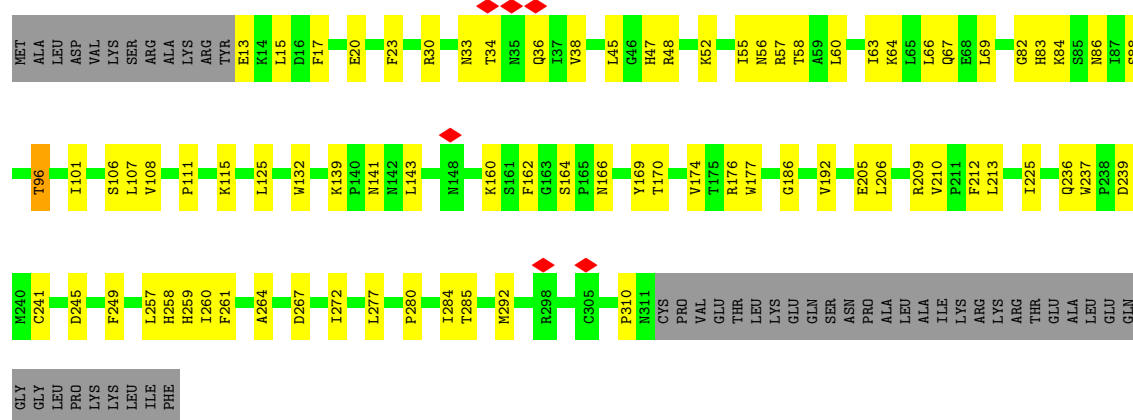 MET ALA LEU ASP VAL LYS SER ARG ALA LYS ARG TYR E13 K14 L15 D16 F17 E20 F23 R30 N33 T34 N35 Q36 I37 V38 L45 G46 H47 R48 K52 I55 N56 R57 T58 A59 L60 I63 K64 L65 L66 Q67 E68 L69 G82 H83 K84 S85 N86 I87 S88
T96 I101 S106 L107 V108 P111 K115 L125 W132 K139 P140 N141 N142 L143 N148 K160 S161 F162 G163 S164 P165 N166 Y169 T170 V174 T175 R176 W177 G186 V192 E205 L206 R209 V210 P211 F212 L213 I225 Q236 W237 P238 D239
M240 C241 D245 F249 L257 H258 H259 I260 F261 A264 D267 I272 L277 P280 I284 T285 M292 R298 C305 P310 N311 CYS PRO VAL GLU THR LEU LYS GLU GLN SER ASN PRO ALA LEU ALA ILE LYS ARG LYS ARG THR GLU ALA LEU GLU GLN
GLY GLY LEU PRO LYS LYS LEU ILE PHE